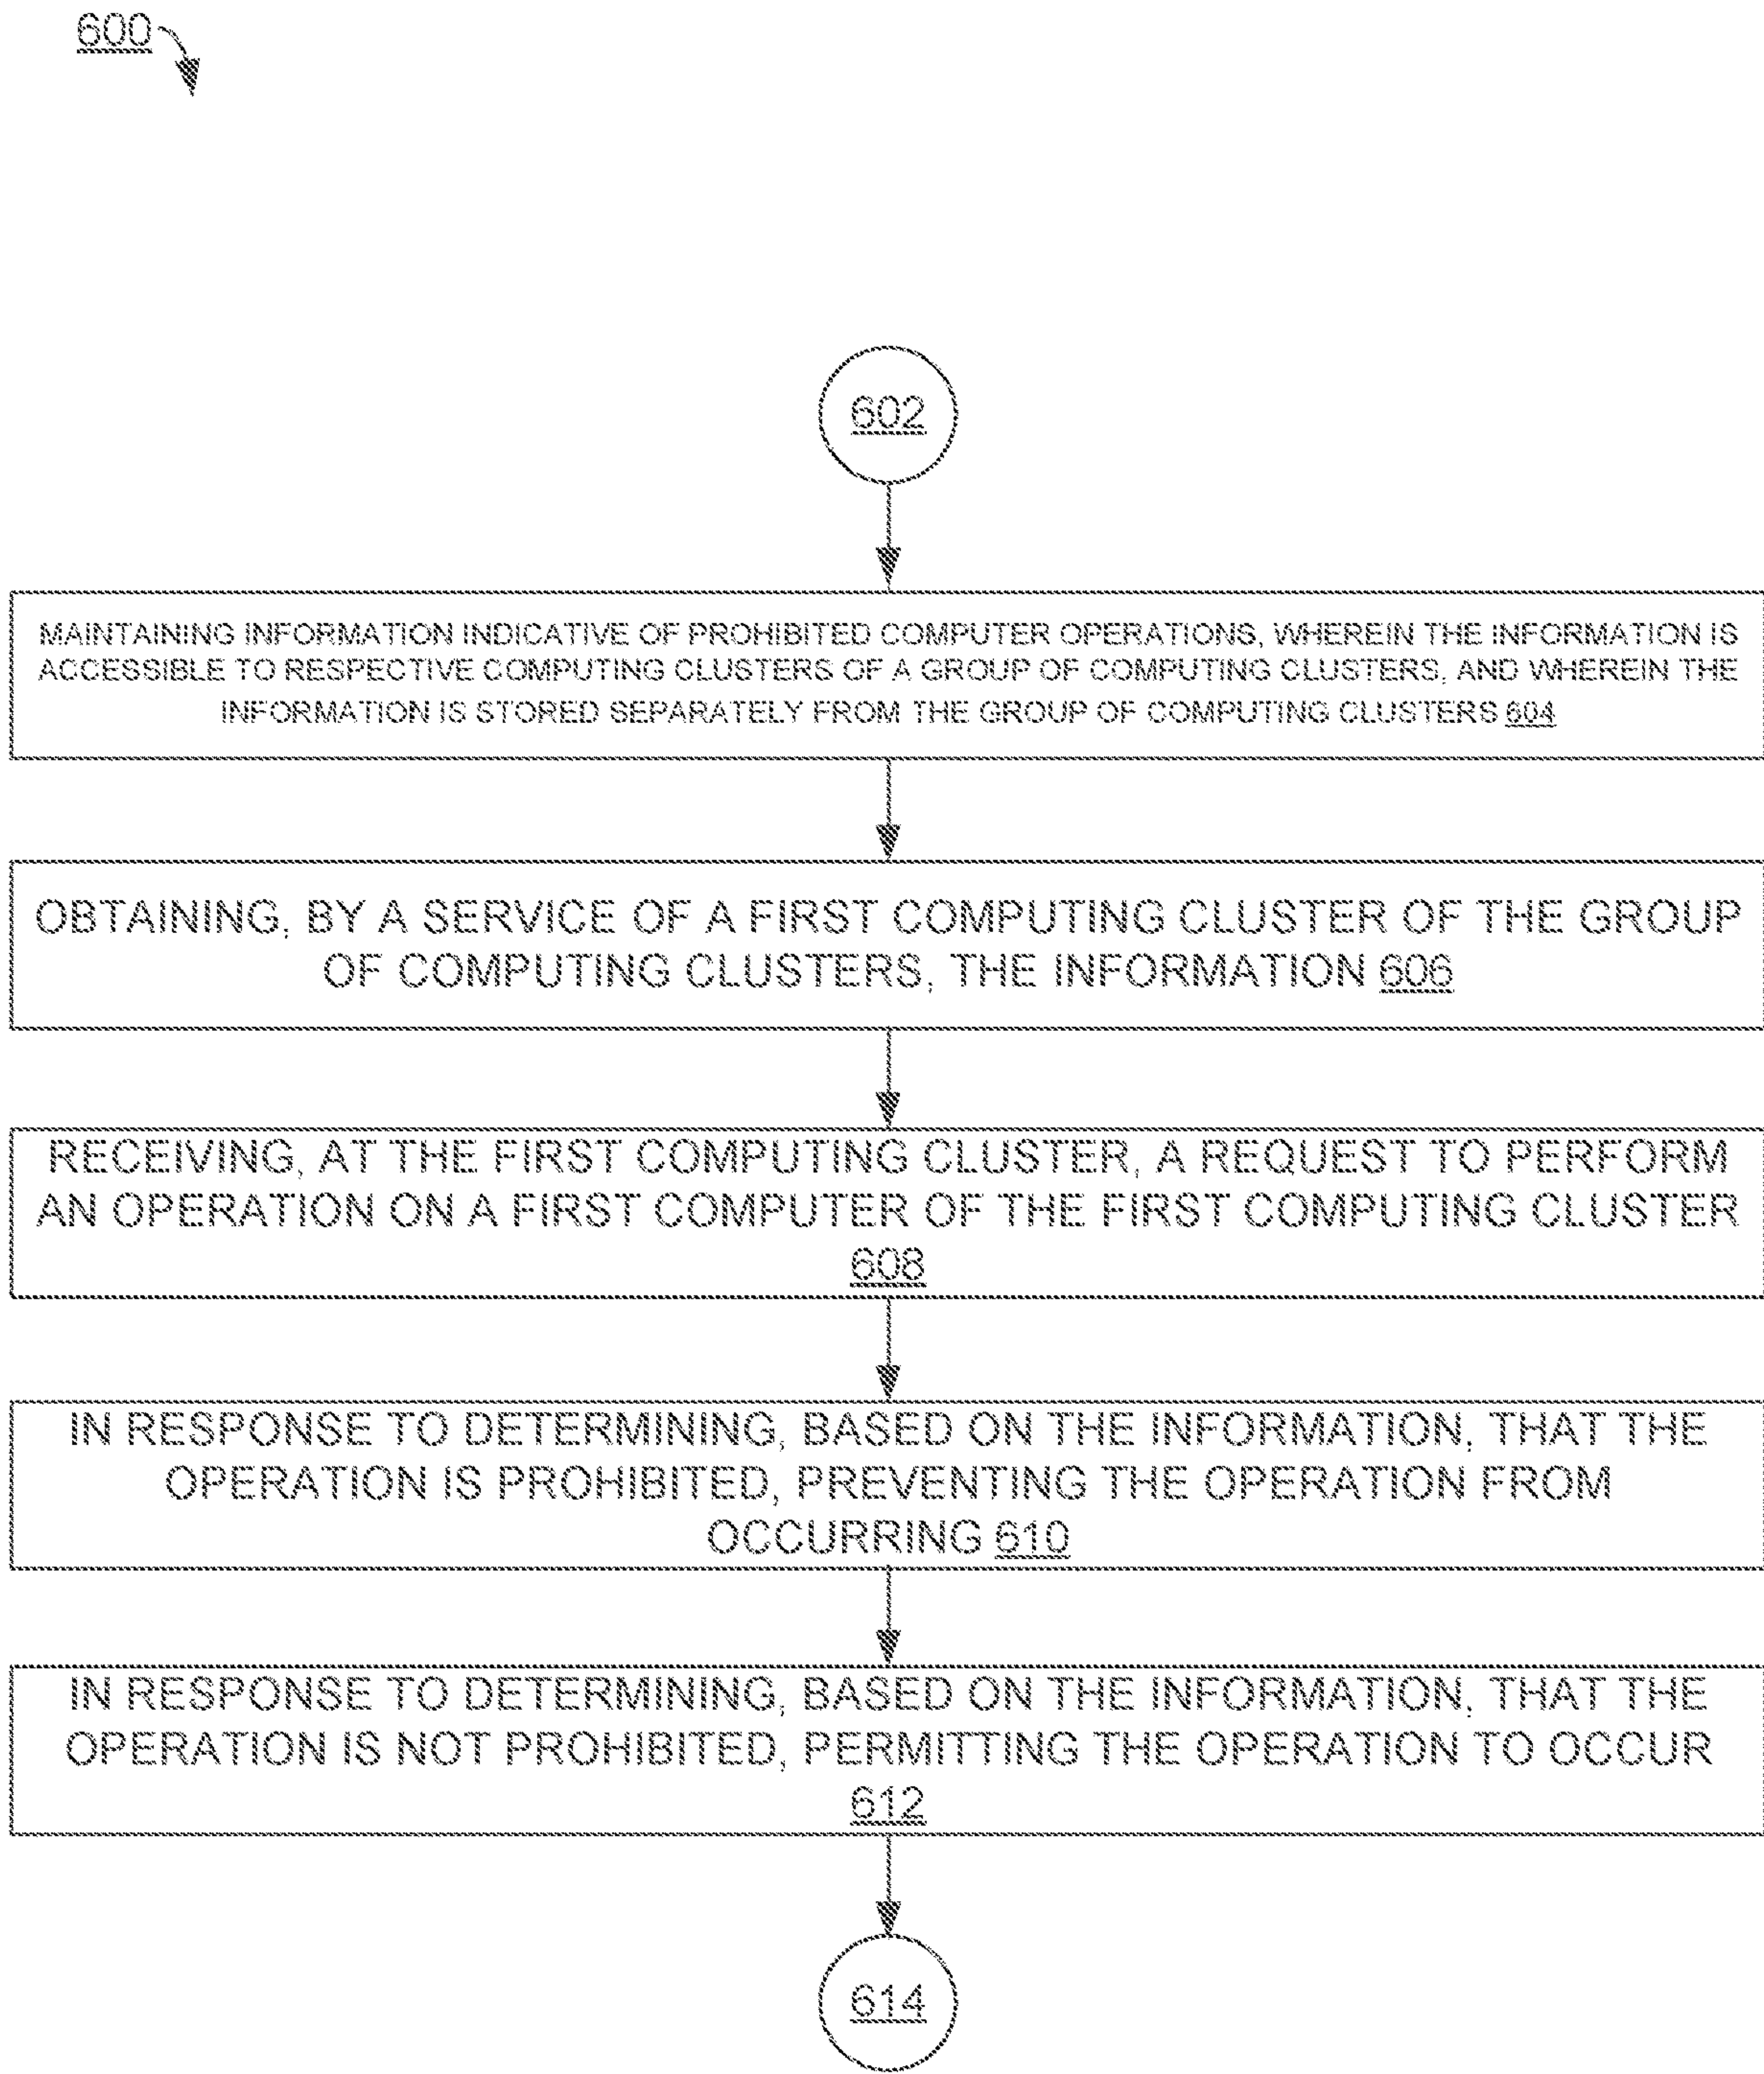 600
602
MAINTAINING INFORMATION INDICATIVE OF PROHIBITED COMPUTER OPERATIONS, WHEREIN THE INFORMATION IS
ACCESSIBLE TO RESPECTIVE COMPUTING CLUSTERS OF A GROUP OF COMPUTING CLUSTERS, AND WHEREIN THE
INFORMATION IS STORED SEPARATELY FROM THE GROUP OF COMPUTING CLUSTERS 604
OBTAINING, BY A SERVICE OF A FIRST COMPUTING CLUSTER OF THE GROUP
OF COMPUTING CLUSTERS, THE INFORMATION 606
RECEIVING, AT THE FIRST COMPUTING CLUSTER, A REQUEST TO PERFORM
AN OPERATION ON A FIRST COMPUTER OF THE FIRST COMPUTING CLUSTER
608
IN RESPONSE TO DETERMINING, BASED ON THE INFORMATION, THAT THE
OPERATION IS PROHIBITED, PREVENTING THE OPERATION FROM
OCCURRING 610
IN RESPONSE TO DETERMINING, BASED ON THE INFORMATION, THAT THE
OPERATION IS NOT PROHIBITED, PERMITTING THE OPERATION TO OCCUR
612
614